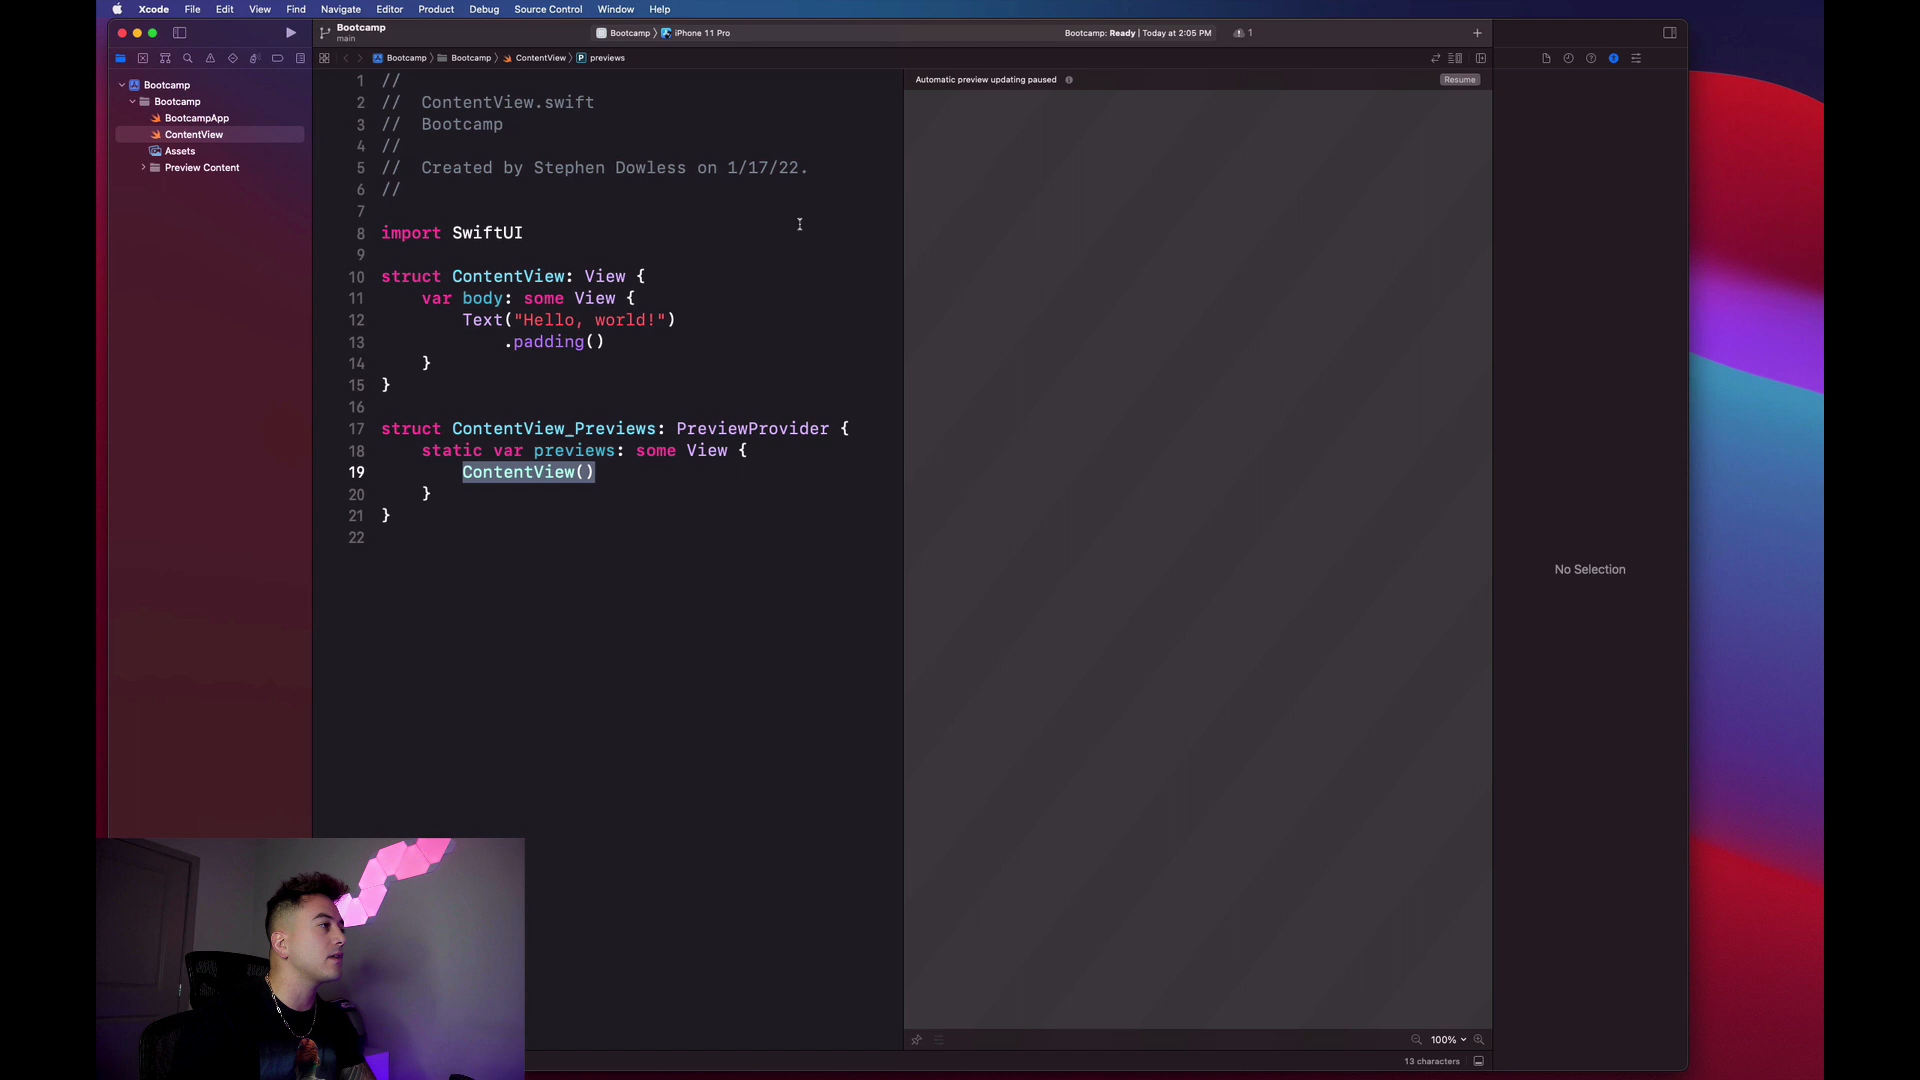 Xcode File Edit View Find Navigate Editor Product Debug Source Control Window Help
Bootcamp
main
Bootcamp 〉 iPhone 11 Pro
Bootcamp: Ready | Today at 2:05 PM
1
Bootcamp 〉 Bootcamp 〉 ContentView 〉 P previews
Bootcamp
Bootcamp
BootcampApp
ContentView
Assets
Preview Content
1 //
2 //  ContentView.swift
3 //  Bootcamp
4 //
5 //  Created by Stephen Dowless on 1/17/22.
6 //
7
8 import SwiftUI
9
10 struct ContentView: View {
11     var body: some View {
12         Text("Hello, world!")
13             .padding()
14     }
15 }
16
17 struct ContentView_Previews: PreviewProvider {
18     static var previews: some View {
19         ContentView()
20     }
21 }
22
Automatic preview updating paused
Resume
No Selection
100%
13 characters